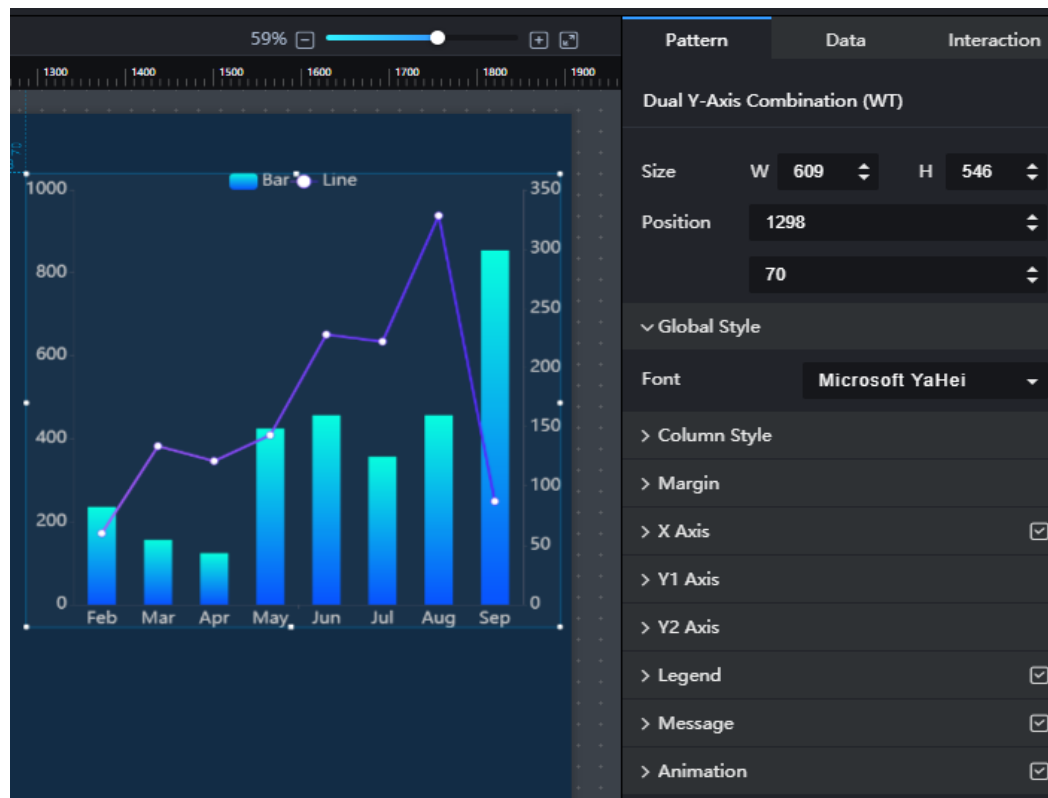 59%
Pattern Data Interaction
1300 1400 1500 1600 1700 1800 1900
Dual Y-Axis Combination (WT)
70
Size W 609 H 546
Position 1298
70
Global Style
Font Microsoft YaHei
Column Style
Margin
X Axis
Y1 Axis
Y2 Axis
Legend
Message
Animation
Bar Line
1000
800
600
400
200
0
350
300
250
200
150
100
50
0
Feb Mar Apr May Jun Jul Aug Sep